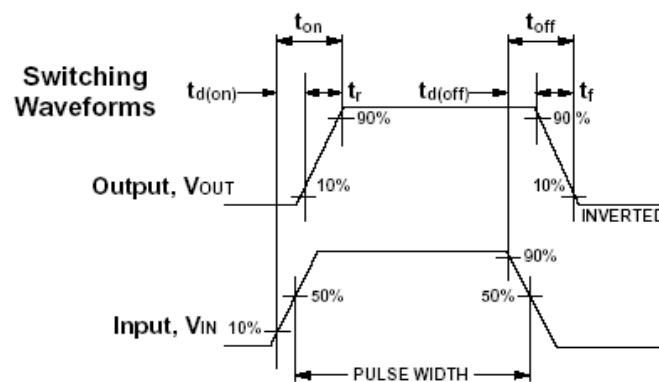 ton toff
Switching
Waveforms
td(on) tr td(off) tf
90% 90%
Output, VOUT 10% 10%
INVERTED
90%
50% 50%
Input, VIN 10%
PULSE WIDTH